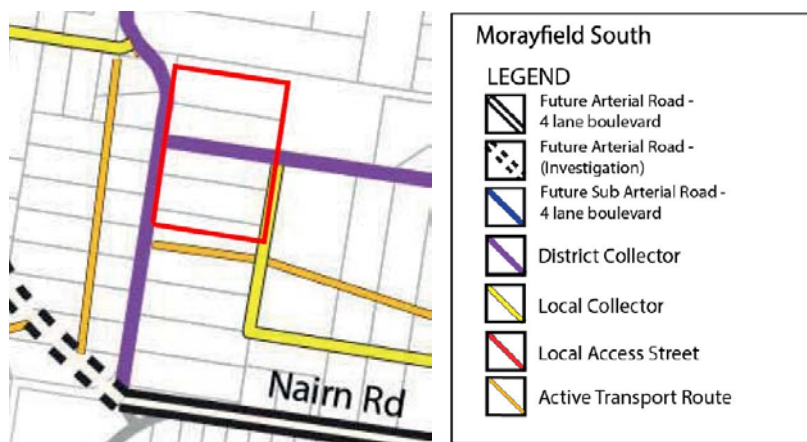 Nairn Rd
Morayfield South
LEGEND
Future Arterial Road -
4 lane boulevard
Future Arterial Road-
(Investigation)
Future Sub Arterial Road -
4 lane boulevard
District Collector
Local Collector
Local Access Street
Active Transport Route